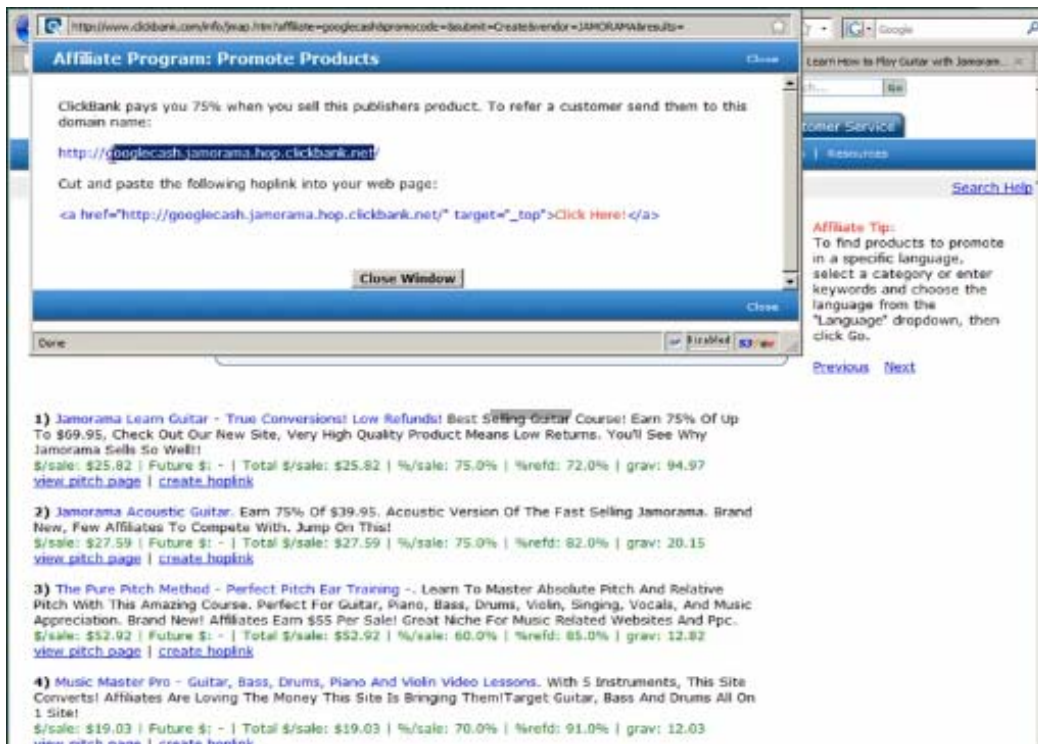 http://www.clickbank.com/info/jmap.htm?affiliate=googlecash&promocode=&submit=Create&vendor=JAMORAMA&results=
Google
Affiliate Program: Promote Products
Close
Learn How to Play Guitar with Jamoram...
ClickBank pays you 75% when you sell this publishers product. To refer a customer send them to this
domain name:
Go
tomer Service
http://googlecash.jamorama.hop.clickbank.net/
| Resources
Cut and paste the following hoplink into your web page:
Search Help
<a href="http://googlecash.jamorama.hop.clickbank.net/" target="_top">Click Here!</a>
Close Window
Close
Done
Disabled
Affiliate Tip:
To find products to promote
in a specific language,
select a category or enter
keywords and choose the
language from the
"Language" dropdown, then
click Go.
Previous Next
1) Jamorama Learn Guitar - True Conversions! Low Refunds! Best Selling Guitar Course! Earn 75% Of Up
To $69.95, Check Out Our New Site, Very High Quality Product Means Low Returns. You'll See Why
Jamorama Sells So Well!!
$/sale: $25.82 | Future $: - | Total $/sale: $25.82 | %/sale: 75.0% | %refd: 72.0% | grav: 94.97
view pitch page | create hoplink
2) Jamorama Acoustic Guitar. Earn 75% Of $39.95. Acoustic Version Of The Fast Selling Jamorama. Brand
New, Few Affiliates To Compete With. Jump On This!
$/sale: $27.59 | Future $: - | Total $/sale: $27.59 | %/sale: 75.0% | %refd: 82.0% | grav: 20.15
view pitch page | create hoplink
3) The Pure Pitch Method - Perfect Pitch Ear Training -. Learn To Master Absolute Pitch And Relative
Pitch With This Amazing Course. Perfect For Guitar, Piano, Bass, Drums, Violin, Singing, Vocals, And Music
Appreciation. Brand New! Affiliates Earn $55 Per Sale! Great Niche For Music Related Websites And Ppc.
$/sale: $52.92 | Future $: - | Total $/sale: $52.92 | %/sale: 60.0% | %refd: 85.0% | grav: 12.82
view pitch page | create hoplink
4) Music Master Pro - Guitar, Bass, Drums, Piano And Violin Video Lessons. With 5 Instruments, This Site
Converts! Affiliates Are Loving The Money This Site Is Bringing Them!Target Guitar, Bass And Drums All On
1 Site!
$/sale: $19.03 | Future $: - | Total $/sale: $19.03 | %/sale: 70.0% | %refd: 91.0% | grav: 12.03
view pitch page | create hoplink